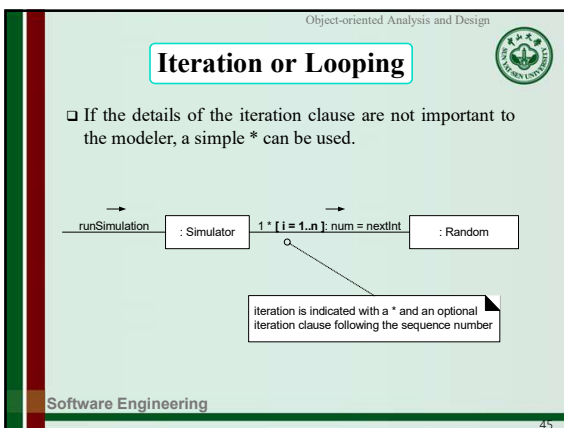 Object-oriented Analysis and Design
Iteration or Looping
If the details of the iteration clause are not important to
the modeler, a simple * can be used.
runSimulation
: Simulator
1 * [ i = 1..n ]: num = nextInt
: Random
iteration is indicated with a * and an optional
iteration clause following the sequence number
Software Engineering
45